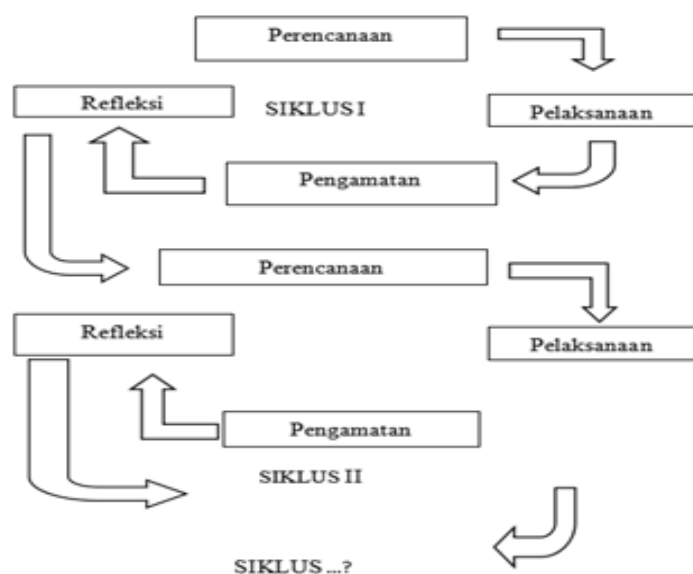 Perencanaan
Refleksi
SIKLUS I
Pelaksanaan
Pengamatan
Perencanaan
Refleksi
Pelaksanaan
Pengamatan
SIKLUS II
SIKLUS ...?